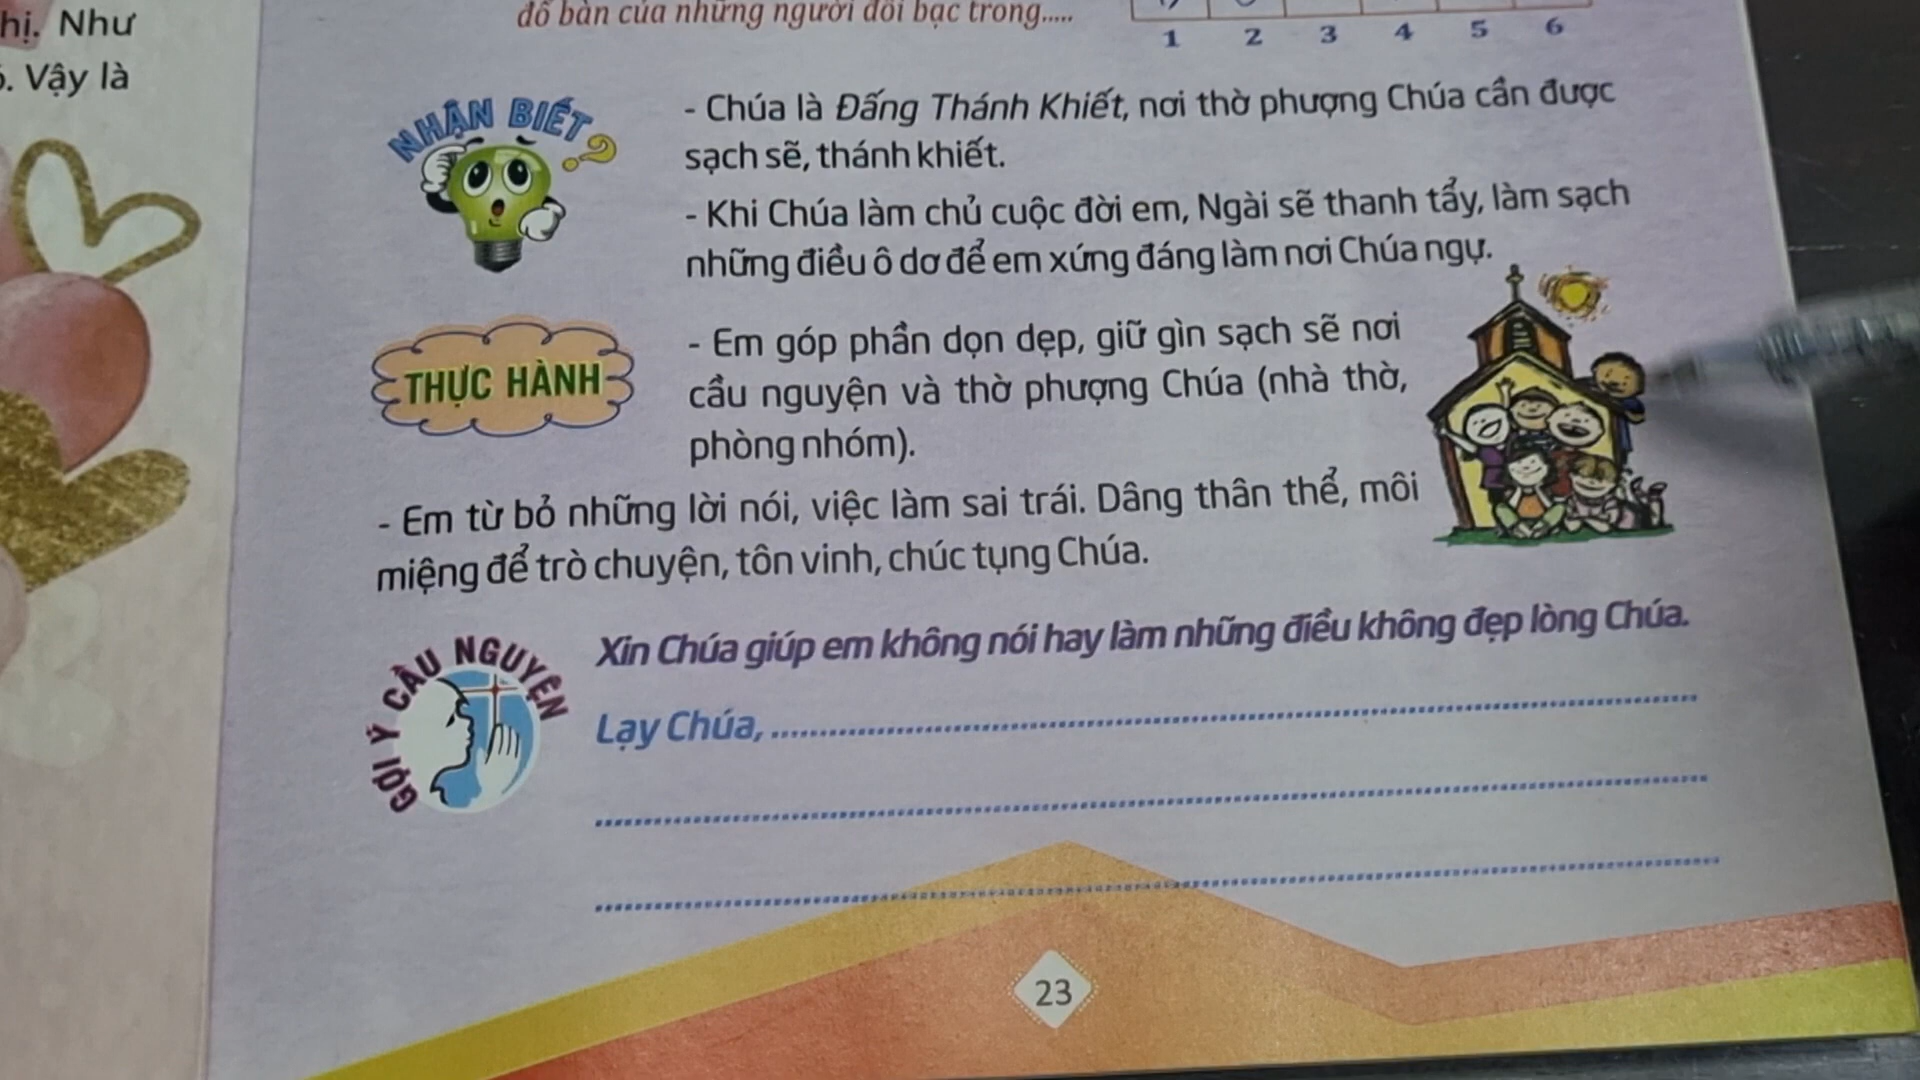 hị. Như
. Vậy là
đồ bàn của những người đổi bạc trong.....
1 2 3 4 5 6
NHẬN BIẾT?
- Chúa là Đấng Thánh Khiết, nơi thờ phượng Chúa cần được
sạch sẽ, thánh khiết.
- Khi Chúa làm chủ cuộc đời em, Ngài sẽ thanh tẩy, làm sạch
những điều ô dơ để em xứng đáng làm nơi Chúa ngự.
THỰC HÀNH
- Em góp phần dọn dẹp, giữ gìn sạch sẽ nơi
cầu nguyện và thờ phượng Chúa (nhà thờ,
phòng nhóm).
- Em từ bỏ những lời nói, việc làm sai trái. Dâng thân thể, môi
miệng để trò chuyện, tôn vinh, chúc tụng Chúa.
GỢI Ý CẦU NGUYỆN
Xin Chúa giúp em không nói hay làm những điều không đẹp lòng Chúa.
Lạy Chúa,
23